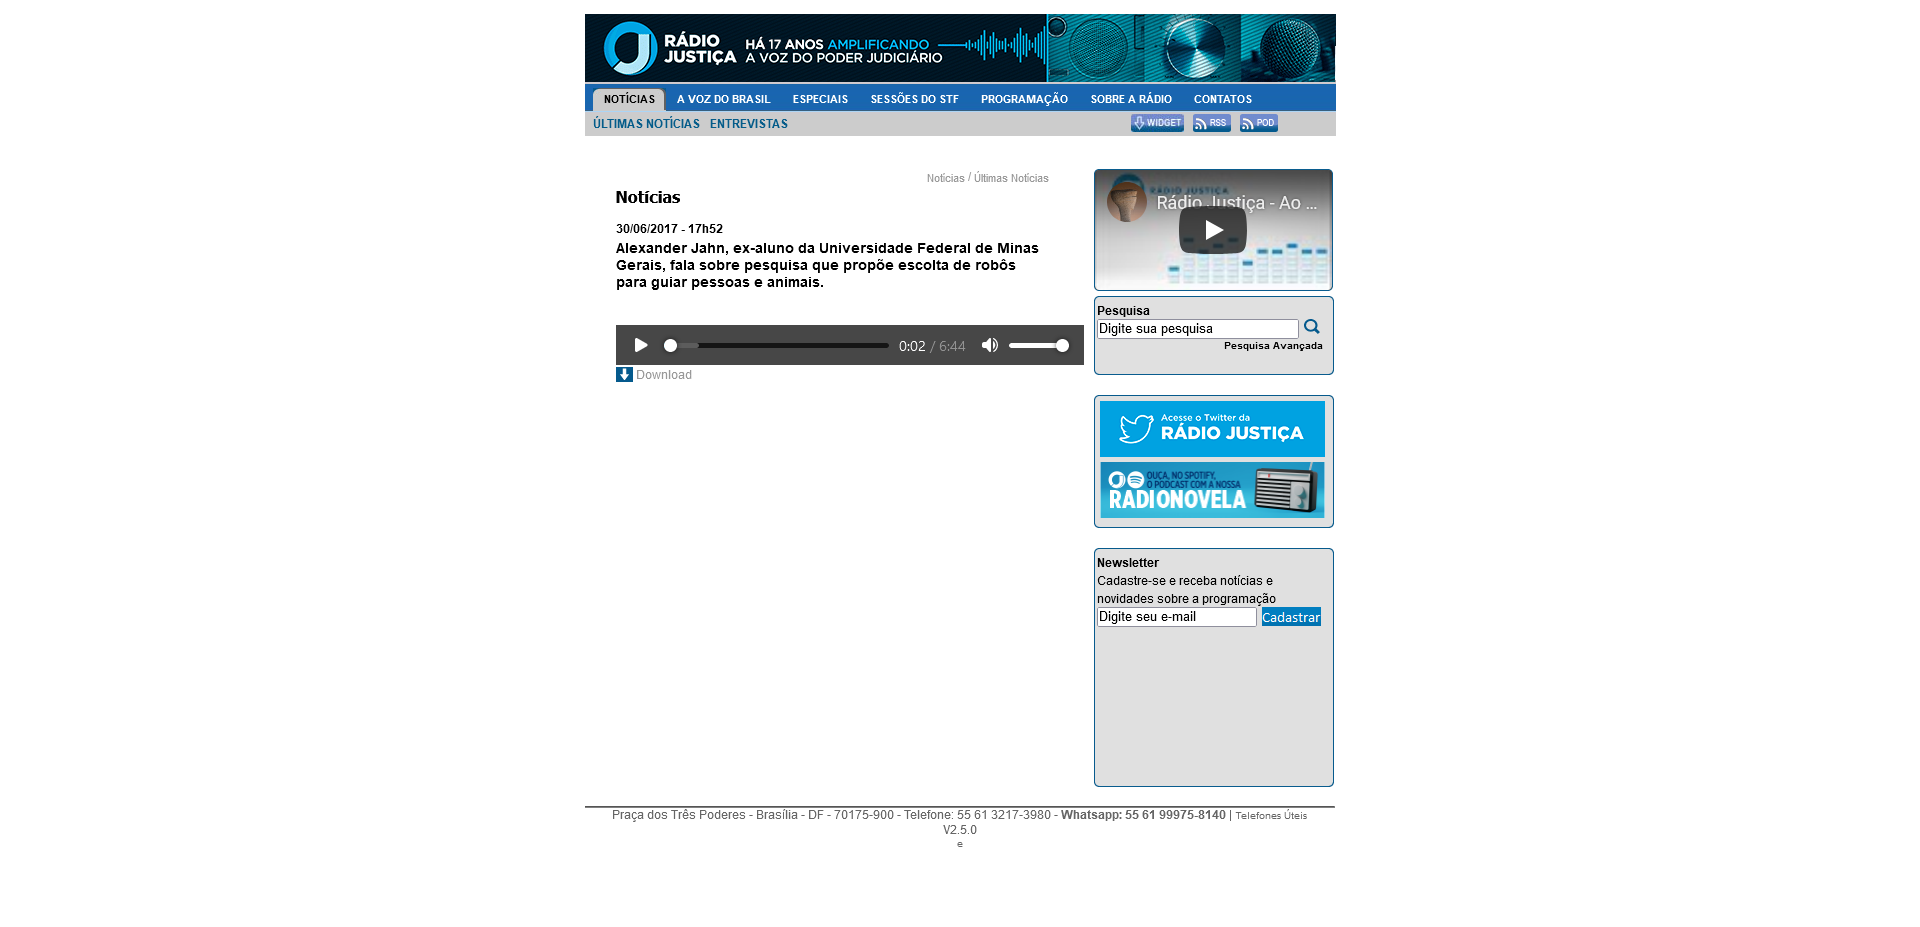 RÁDIO
JUSTIÇA
HÁ 17 ANOS AMPLIFICANDO
A VOZ DO PODER JUDICIÁRIO
NOTÍCIAS A VOZ DO BRASIL ESPECIAIS SESSÕES DO STF PROGRAMAÇÃO SOBRE A RÁDIO CONTATOS
ÚLTIMAS NOTÍCIAS ENTREVISTAS WIDGET RSS POD
Notícias / Últimas Notícias
Notícias
30/06/2017 - 17h52
Alexander Jahn, ex-aluno da Universidade Federal de Minas
Gerais, fala sobre pesquisa que propõe escolta de robôs
para guiar pessoas e animais.
0:02 / 6:44
Download
RÁDIO JUSTIÇA
Rádio Justiça - Ao ...
Pesquisa
Digite sua pesquisa
Pesquisa Avançada
Acesse o Twitter da
RÁDIO JUSTIÇA
OUÇA, NO SPOTIFY,
O PODCAST COM A NOSSA
RADIONOVELA
Newsletter
Cadastre-se e receba notícias e
novidades sobre a programação
Digite seu e-mail Cadastrar
Praça dos Três Poderes - Brasília - DF - 70175-900 - Telefone: 55 61 3217-3980 - Whatsapp: 55 61 99975-8140 | Telefones Úteis
V2.5.0
e